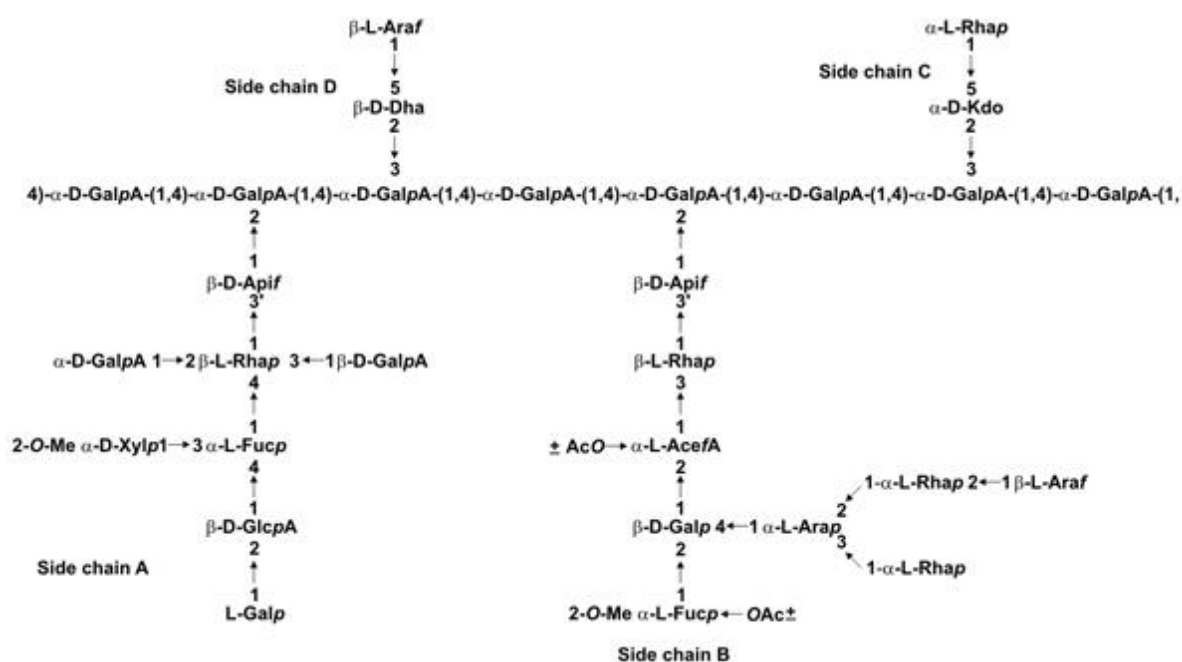 β-L-Araf α-L-Rhap
1 1
Side chain D Side chain C
5 5
β-D-Dha α-D-Kdo
2 2
3 3
4)-α-D-GalpA-(1,4)-α-D-GalpA-(1,4)-α-D-GalpA-(1,4)-α-D-GalpA-(1,4)-α-D-GalpA-(1,4)-α-D-GalpA-(1,4)-α-D-GalpA-(1,4)-α-D-GalpA-(1,
2 2
1 1
β-D-Apif β-D-Apif
3' 3'
1 1
α-D-GalpA 1→2 β-L-Rhap 3←1β-D-GalpA β-L-Rhap
4 3
1 1
2-O-Me α-D-Xylp1→3 α-L-Fucp ± AcO→α-L-AcefA
4 2
1-α-L-Rhap 2←1 β-L-Araf
1 1 2
β-D-GlcpA β-D-Galp 4←1 α-L-Arap
2 2 3
Side chain A 1-α-L-Rhap
1 1
L-Galp 2-O-Me α-L-Fucp←OAc±
Side chain B